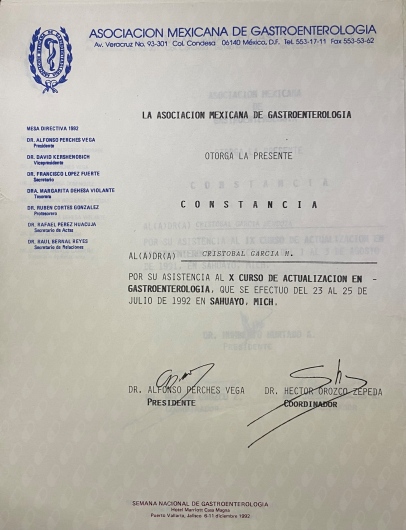 ASOCIACION MEXICANA DE GASTROENTEROLOGIA
Av. Veracruz No. 93-301 Col. Condesa 06140 México, D.F. Tel. 553-17-11 Fax 553-53-62
LA ASOCIACION MEXICANA DE GASTROENTEROLOGIA
MESA DIRECTIVA 1992
DR. ALFONSO PERCHES VEGA
Presidente
DR. DAVID KERSHENOBICH
Vicepresidente
DR. FRANCISCO LOPEZ FUERTE
Secretario
DRA. MARGARITA DEHESA VIOLANTE
Tesorera
DR. RUBEN CORTES GONZALEZ
Protesorero
DR. RAFAEL PEREZ HUACUJA
Secretario de Actas
DR. RAUL BERNAL REYES
Secretario de Relaciones
OTORGA LA PRESENTE
C O N S T A N C I A
AL(A)DR(A) CRISTOBAL GARCIA M.
POR SU ASISTENCIA AL X CURSO DE ACTUALIZACION EN -
GASTROENTEROLOGIA, QUE SE EFECTUO DEL 23 AL 25 DE
JULIO DE 1992 EN SAHUAYO, MICH.
DR. ALFONSO PERCHES VEGA DR. HECTOR OROZCO ZEPEDA
PRESIDENTE COORDINADOR
SEMANA NACIONAL DE GASTROENTEROLOGIA
Hotel Marriott Casa Magna
Puerto Vallarta, Jalisco. 6-11-diciembre 1992